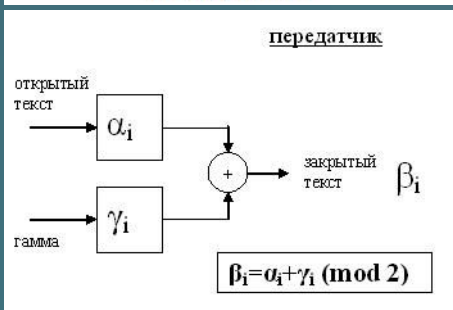 передатчик
открытый
текст
αi
+
закрытый
текст
βi
γi
гамма
βi=αi+γi (mod 2)